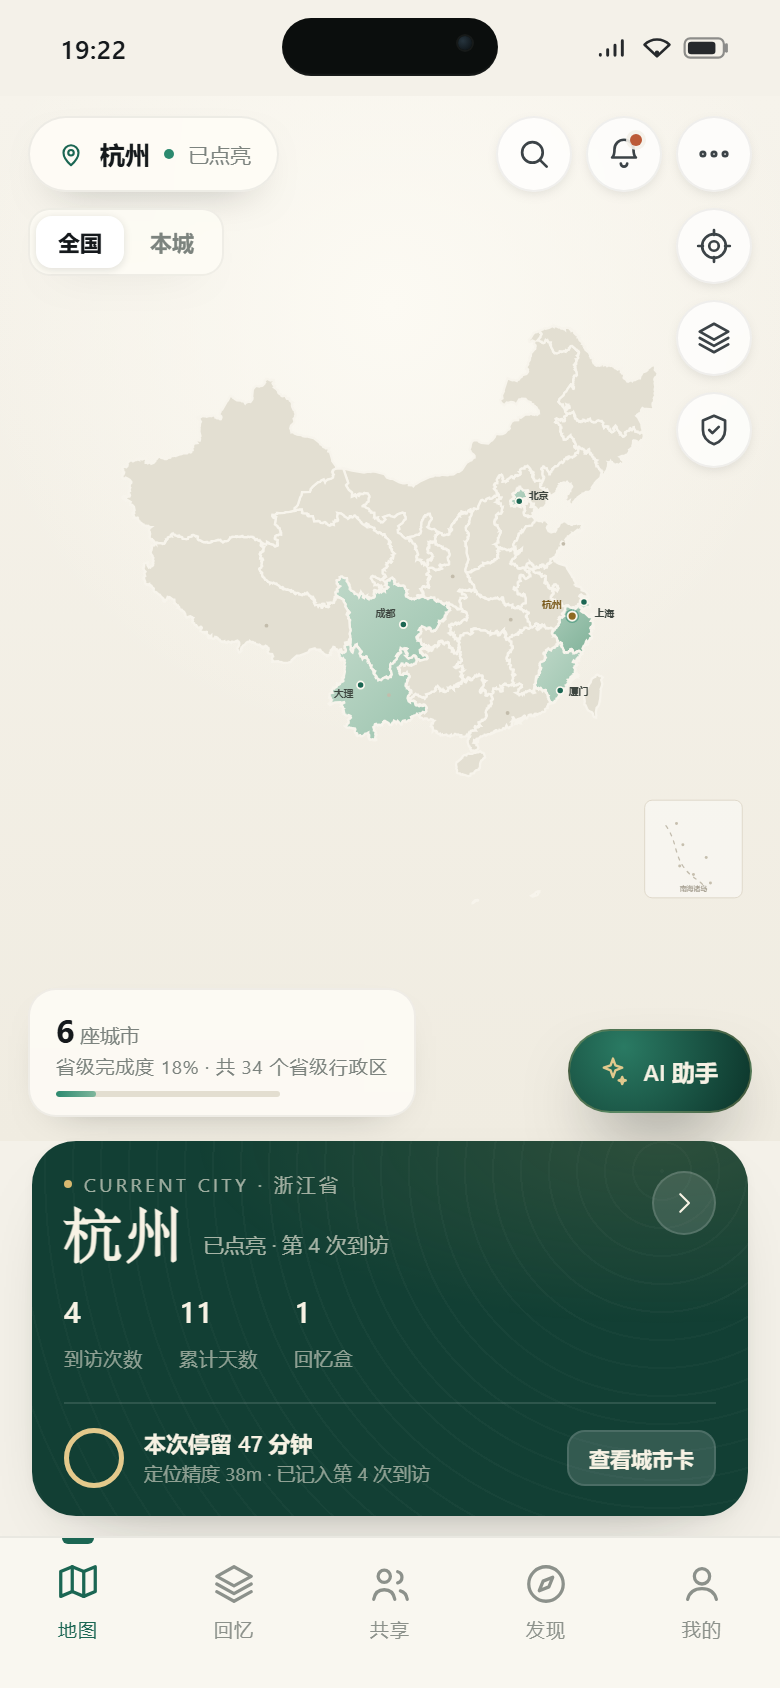 19:22
杭州 • 已点亮
全国 本城
北京
杭州
上海
成都
大理
厦门
南海诸岛
6 座城市
省级完成度 18% · 共 34 个省级行政区
AI 助手
CURRENT CITY · 浙江省
杭州 已点亮 · 第 4 次到访
4 11 1
到访次数 累计天数 回忆盒
本次停留 47 分钟
定位精度 38m · 已记入第 4 次到访
查看城市卡
地图 回忆 共享 发现 我的